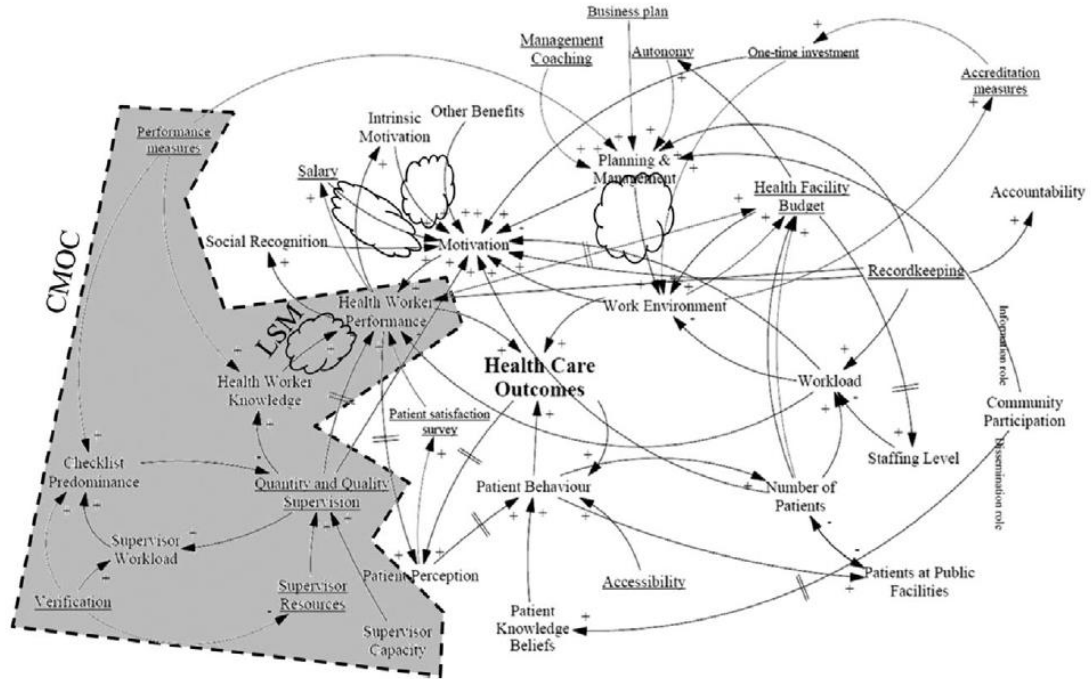 Business plan
Management
Coaching
Autonomy
One-time investment
Accreditation
measures
Performance
measures
Intrinsic
Motivation
Other Benefits
Salary
Planning &
Management
Health Facility
Budget
Accountability
Social Recognition
Motivation
Recordkeeping
CMOC
Health Worker
Performance
Work Environment
LSM
Information role
Health Care
Outcomes
Health Worker
Knowledge
Workload
Community
Participation
Patient satisfaction
survey
Staffing Level
Dissemination role
Checklist
Predominance
Quantity and Quality
Supervision
Patient Behaviour
Number of
Patients
Supervisor
Workload
Patient Perception
Accessibility
Patients at Public
Facilities
Verification
Supervisor
Resources
Supervisor
Capacity
Patient
Knowledge
Beliefs